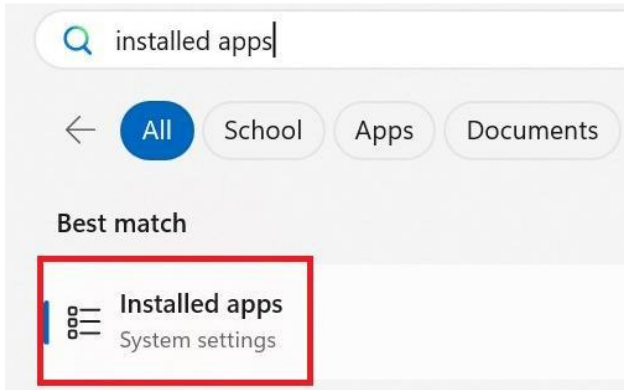 installed apps
All School Apps Documents
Best match
Installed apps
System settings